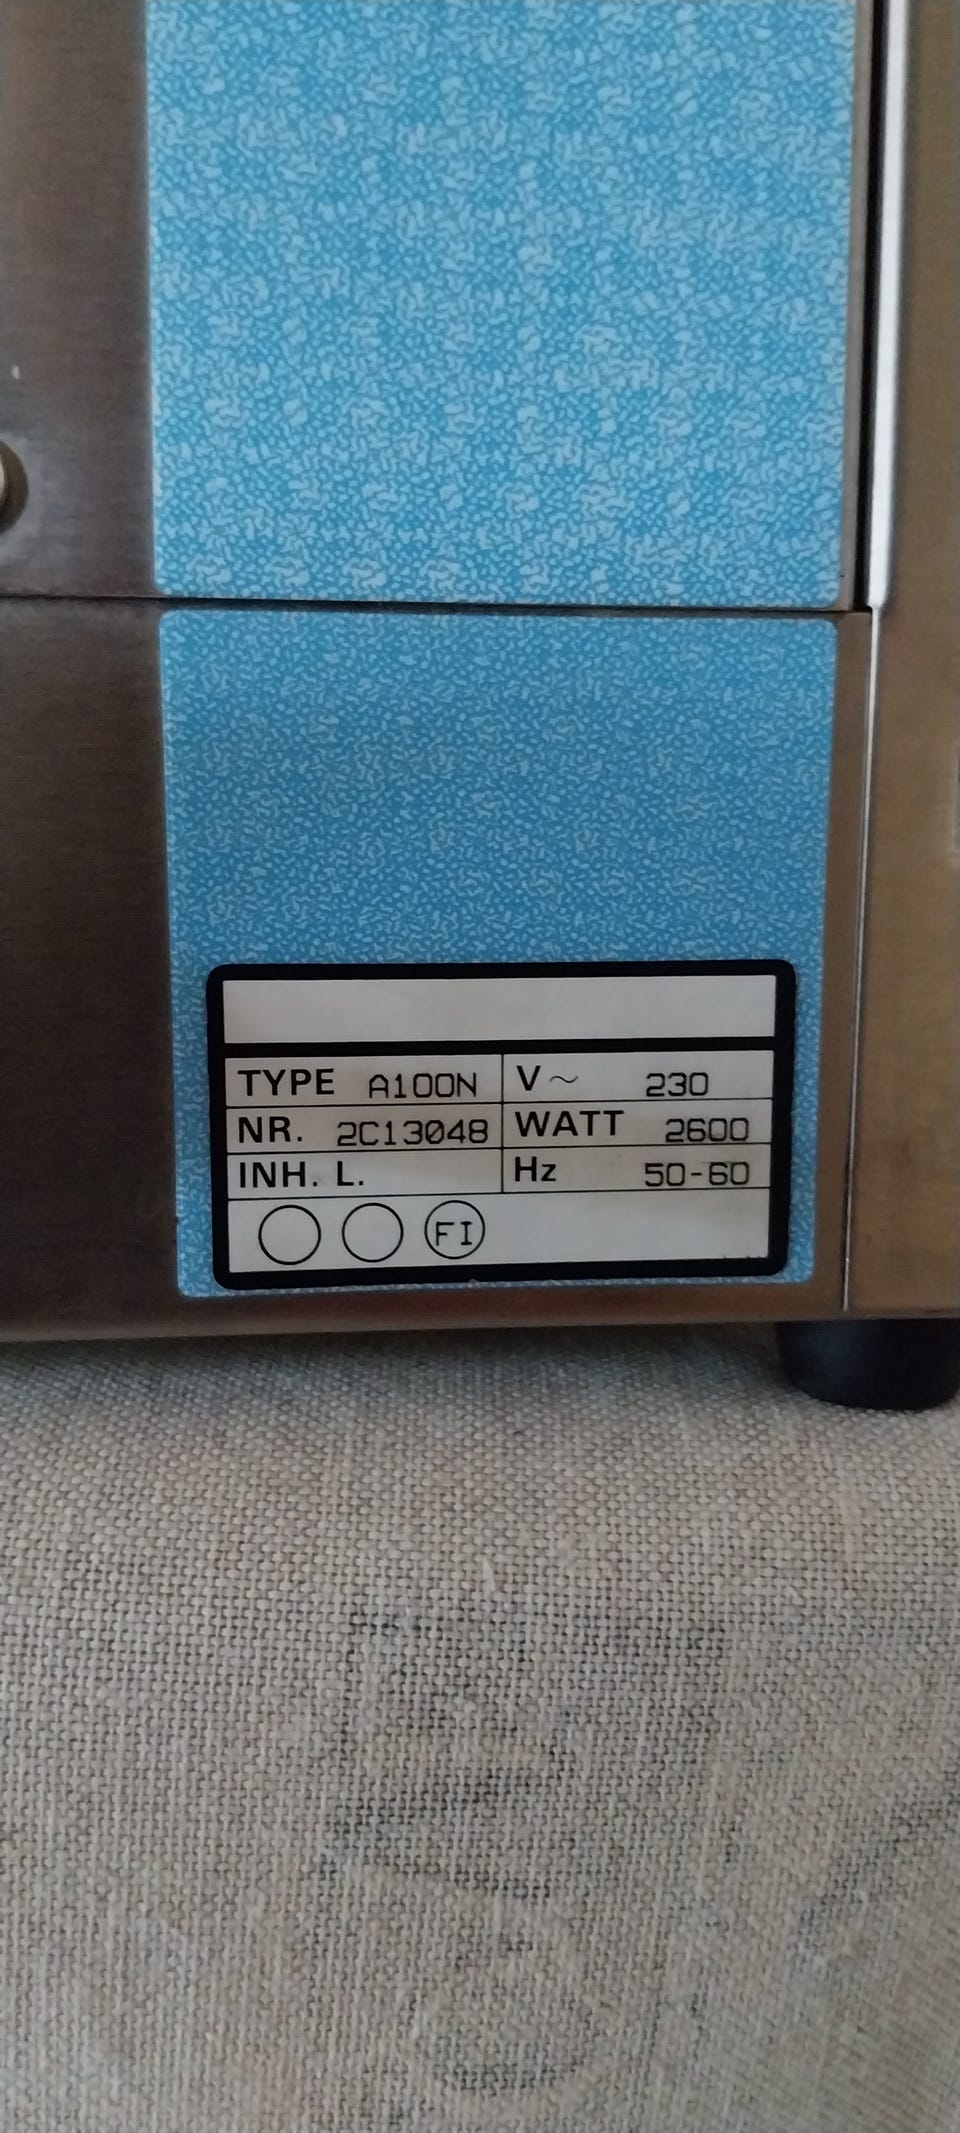 TYPE A100N V~ 230
NR. 2C13048 WATT 2600
INH. L. Hz 50-60
FI